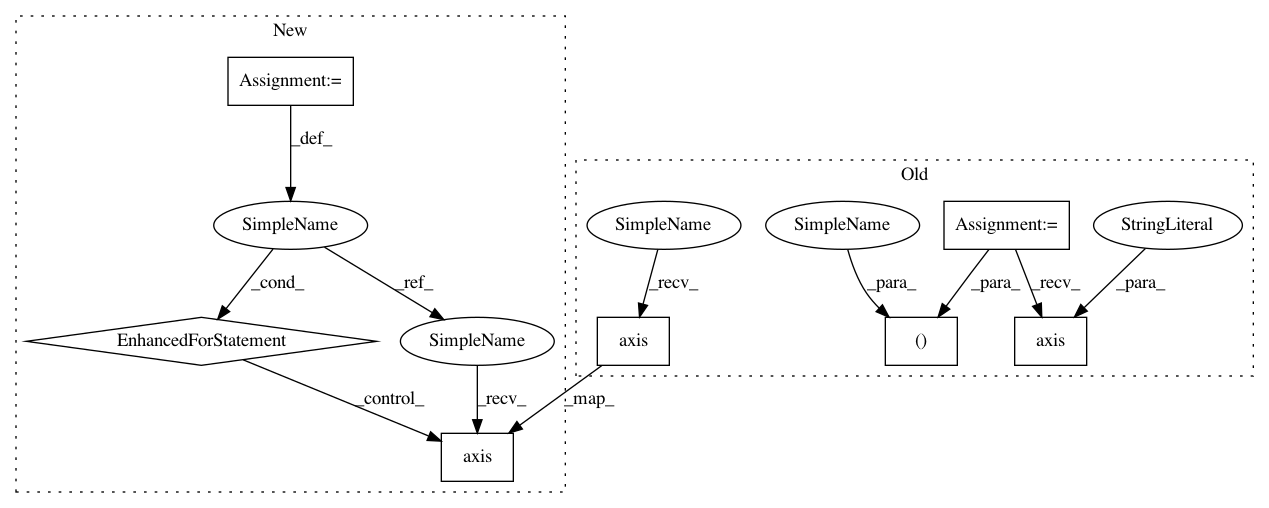 New
Assignment:=
_def_
Old
SimpleName
SimpleName
SimpleName
Assignment:=
StringLiteral
_cond_
_ref_
_recv_
_para_
_para_
_recv_
_para_
EnhancedForStatement
SimpleName
axis
()
axis
_control_
_recv_
_map_
axis